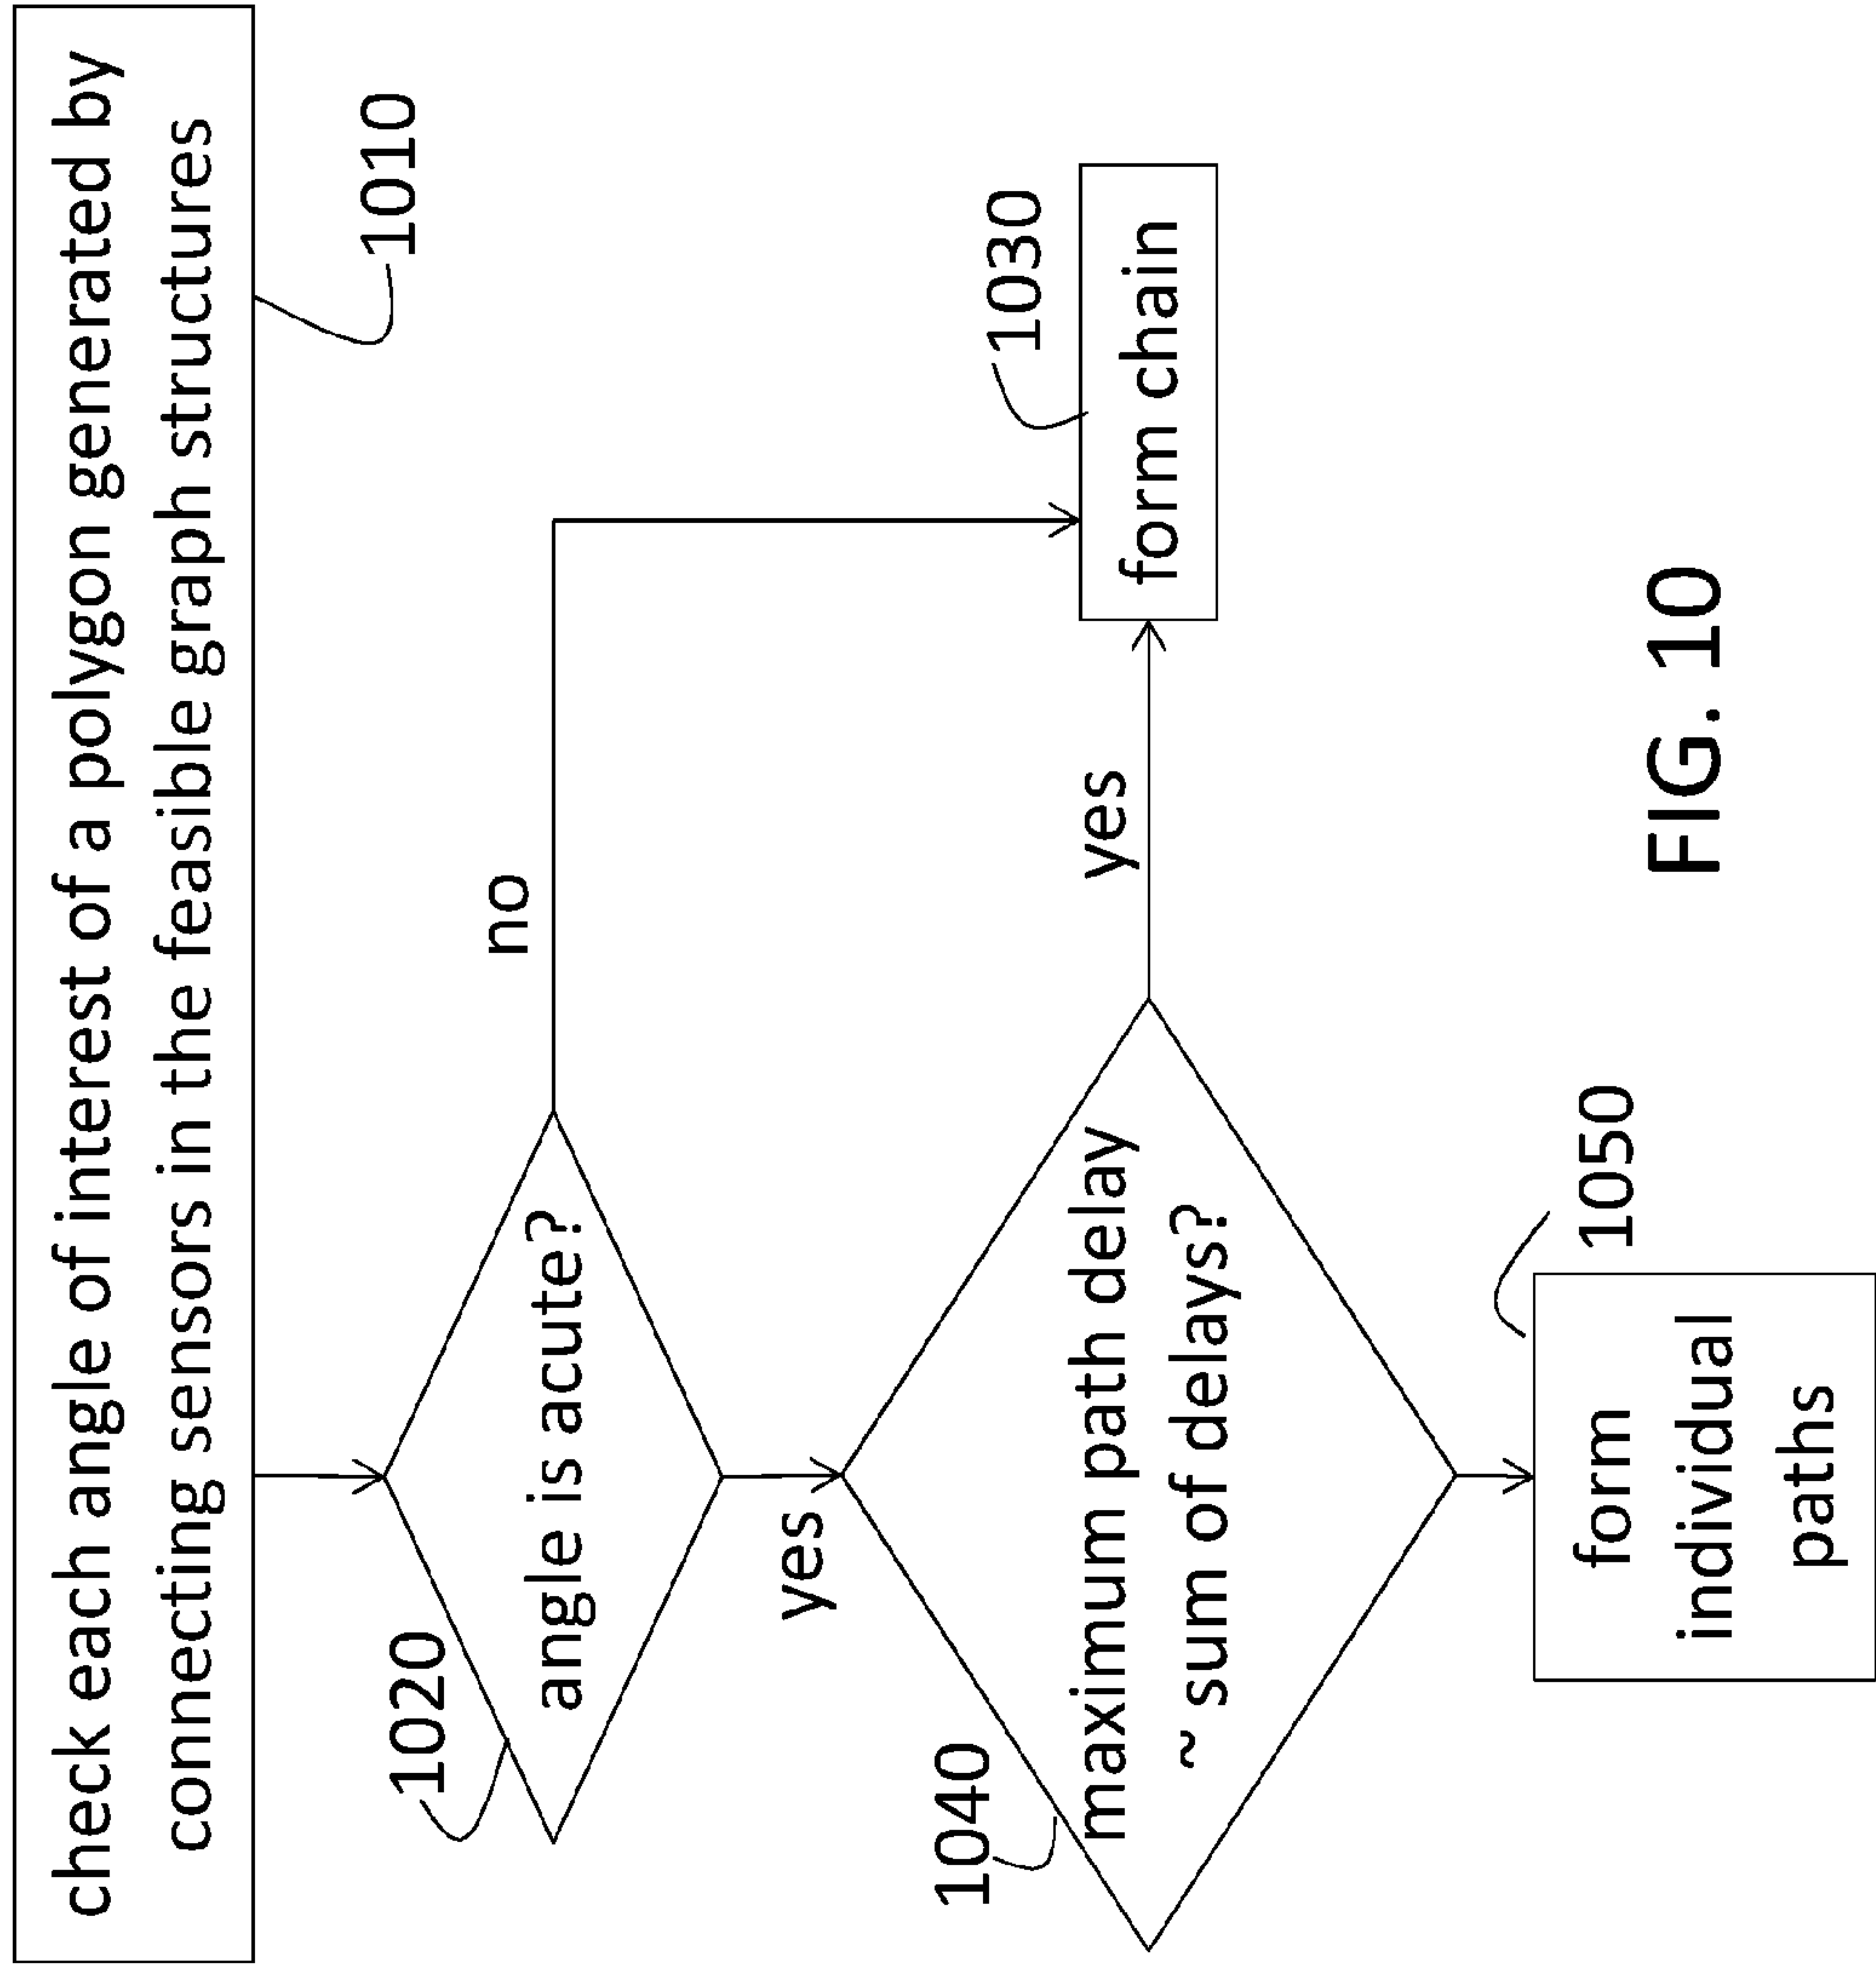 check each angle of interest of a polygon generated by
connecting sensors in the feasible graph structures
1010
1020
angle is acute?
no
yes
1040
maximum path delay
~ sum of delays?
yes
1030
form chain
1050
form
individual
paths
FIG. 10